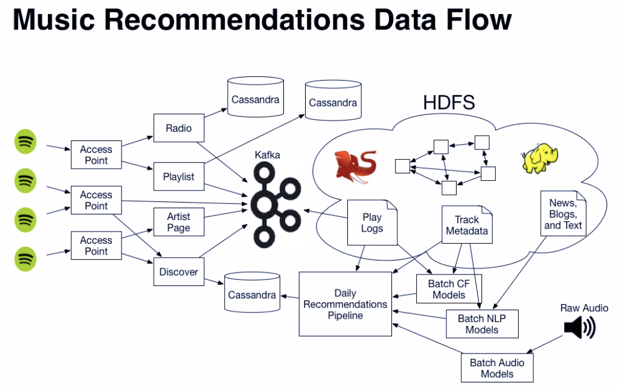 Music Recommendations Data Flow
Cassandra
Cassandra
HDFS
Radio
Kafka
Access
Point
Playlist
Access
Point
Artist
Page
Play
Logs
Track
Metadata
News,
Blogs,
and Text
Access
Point
Discover
Cassandra
Daily
Recommendations
Pipeline
Batch CF
Models
Raw Audio
Batch NLP
Models
Batch Audio
Models